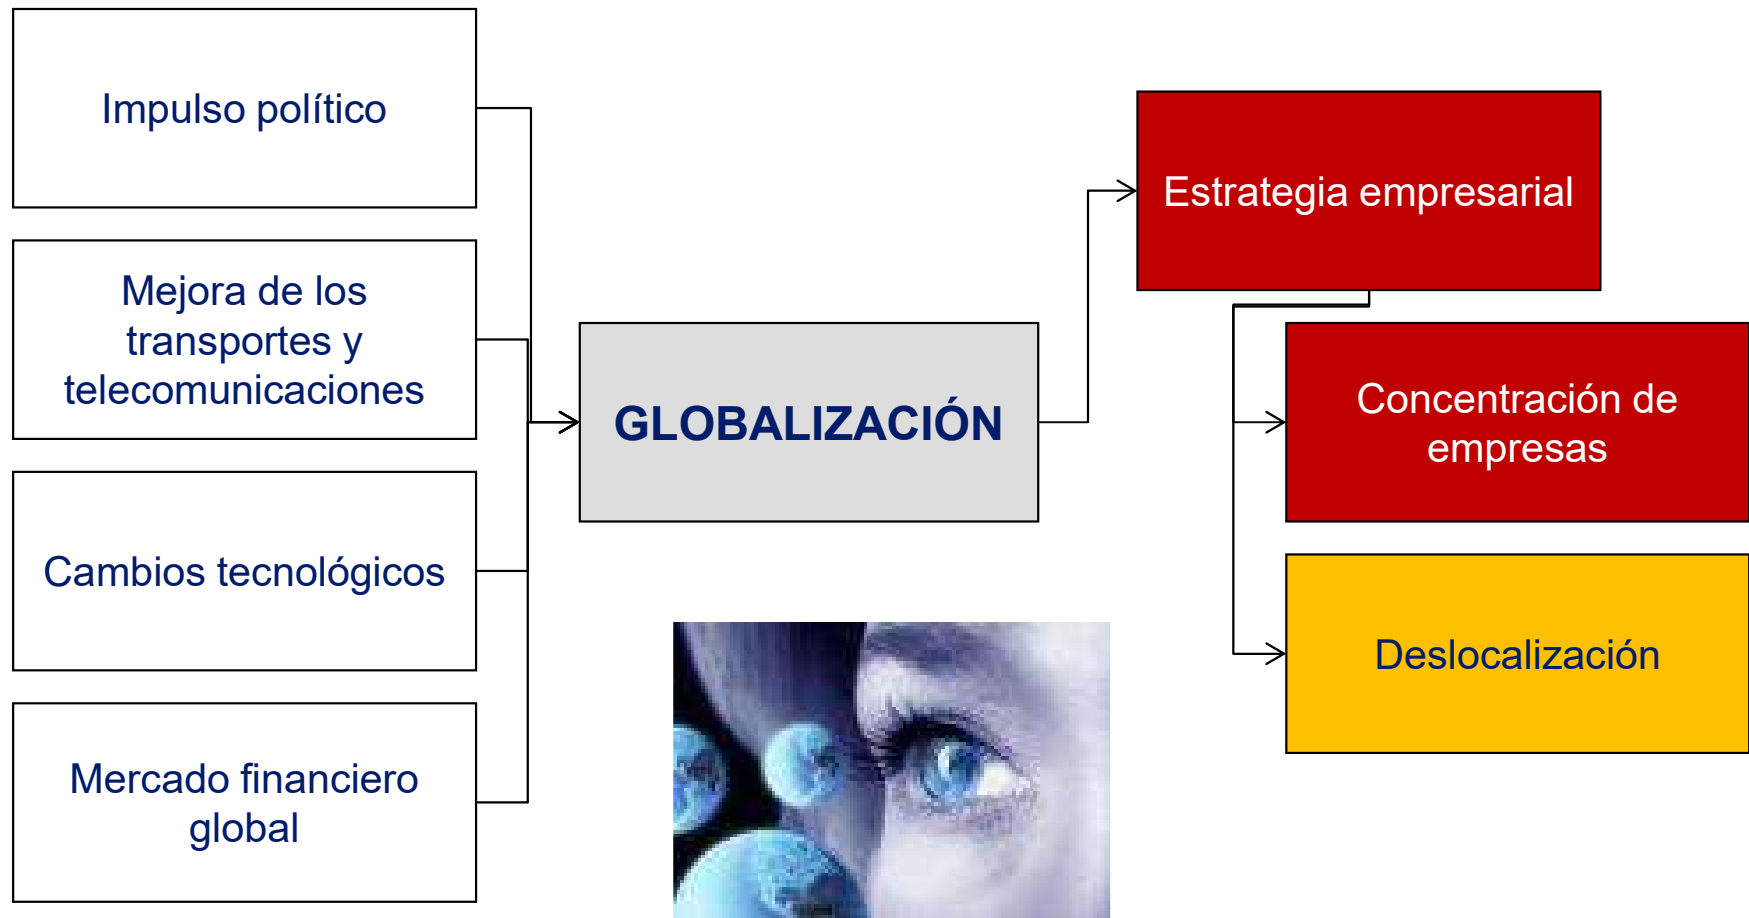 Impulso político
Mejora de los
transportes y
telecomunicaciones
Cambios tecnológicos
Mercado financiero
global
GLOBALIZACIÓN
Estrategia empresarial
Concentración de
empresas
Deslocalización